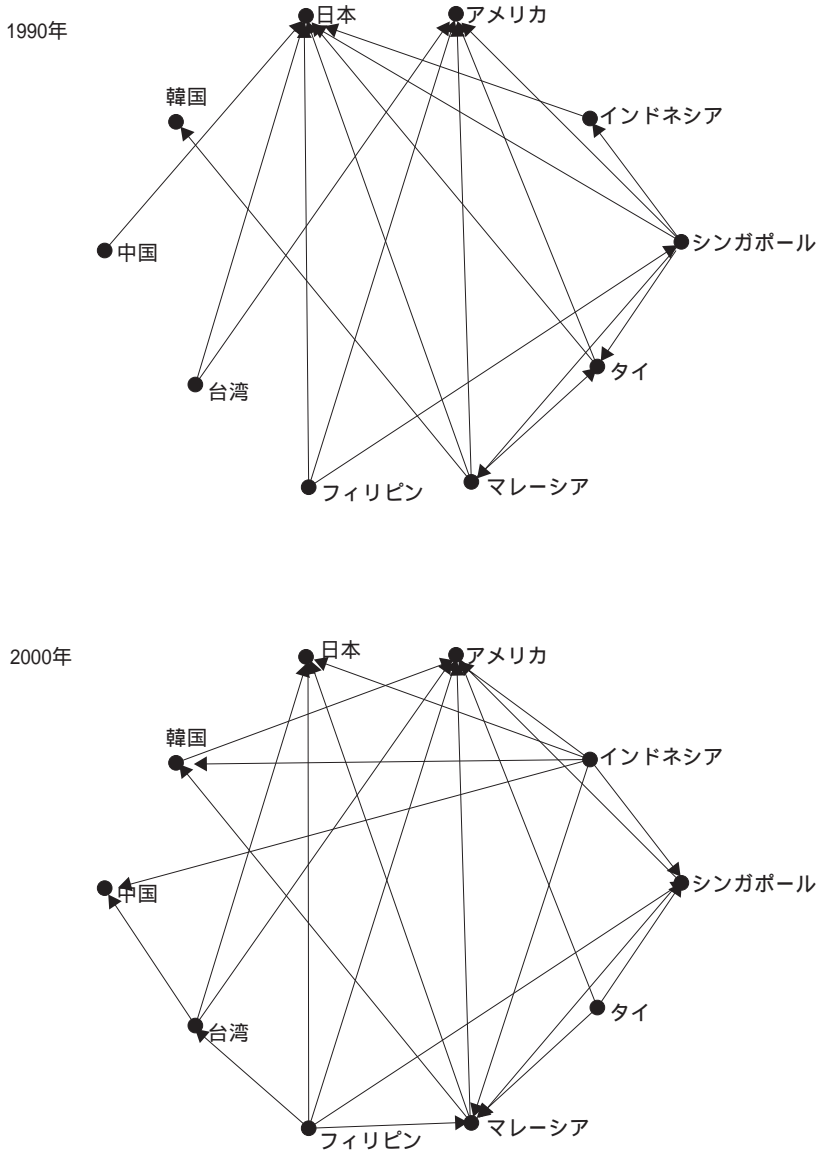 1990年
日本
アメリカ
韓国
インドネシア
中国
シンガポール
台湾
タイ
フィリピン
マレーシア
2000年
日本
アメリカ
韓国
インドネシア
中国
シンガポール
台湾
タイ
フィリピン
マレーシア